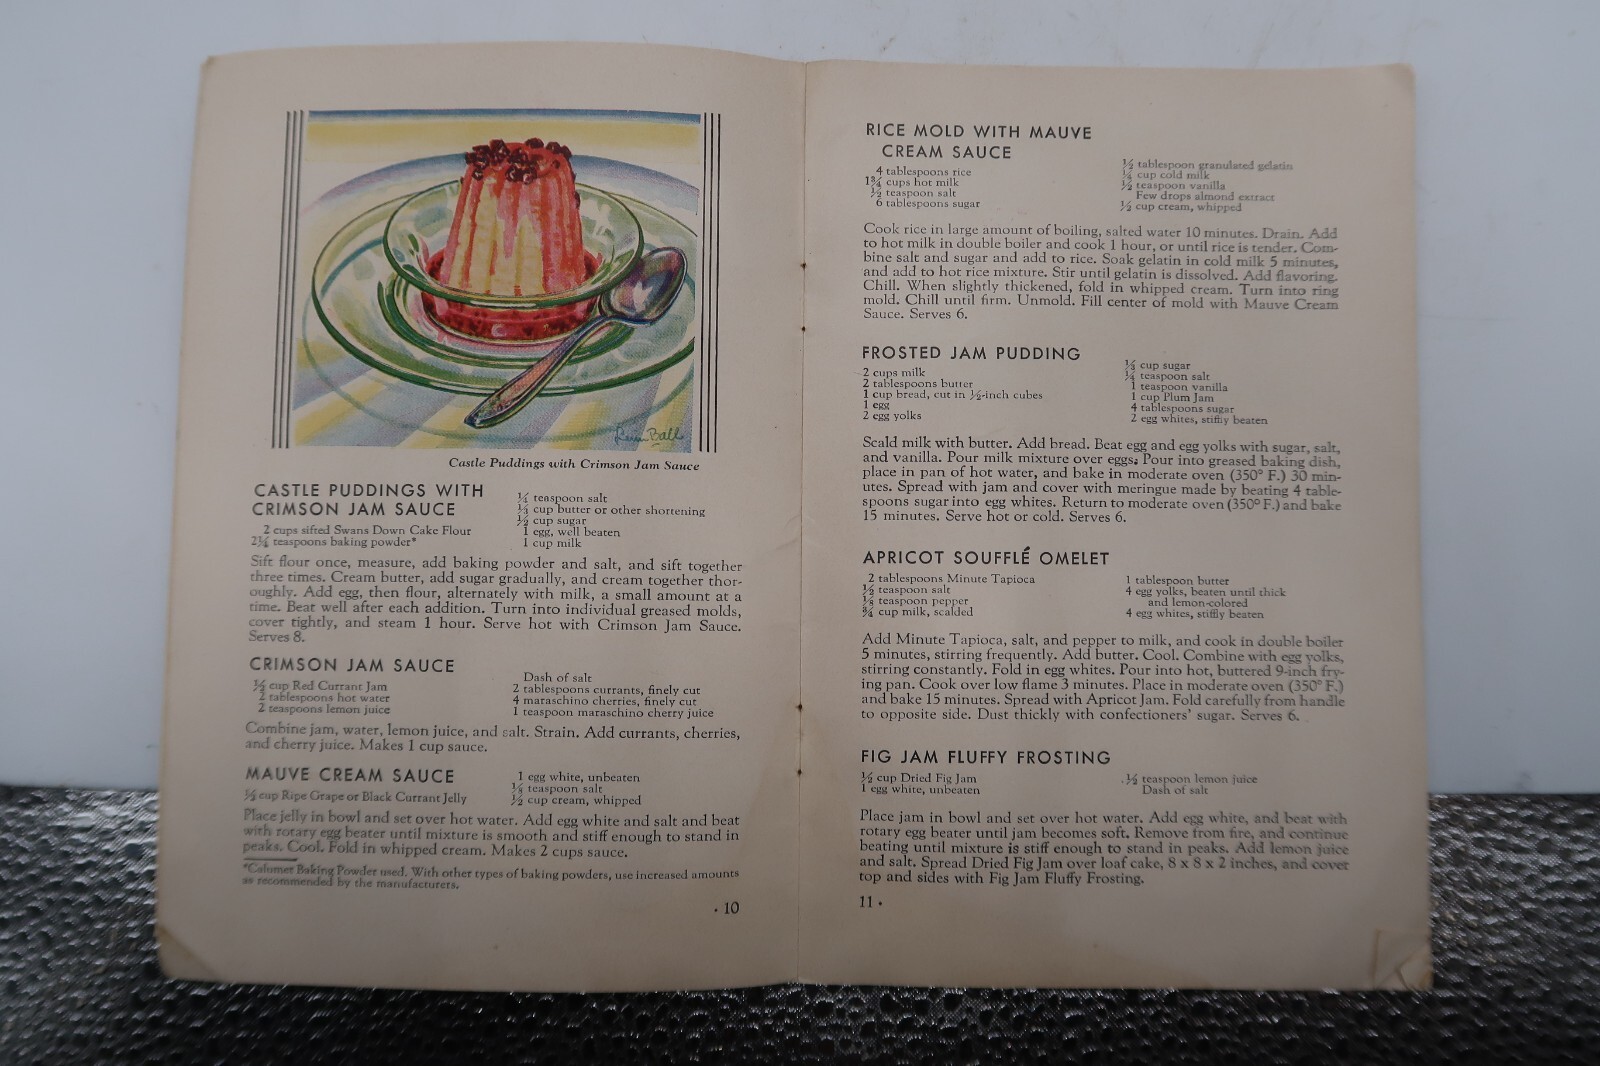 Leun Ball
Castle Puddings with Crimson Jam Sauce
CASTLE PUDDINGS WITH
CRIMSON JAM SAUCE
2 cups sifted Swans Down Cake Flour
2¼ teaspoons baking powder*
¼ teaspoon salt
⅓ cup butter or other shortening
½ cup sugar
1 egg, well beaten
1 cup milk
Sift flour once, measure, add baking powder and salt, and sift together
three times. Cream butter, add sugar gradually, and cream together thor-
oughly. Add egg, then flour, alternately with milk, a small amount at a
time. Beat well after each addition. Turn into individual greased molds,
cover tightly, and steam 1 hour. Serve hot with Crimson Jam Sauce.
Serves 8.
CRIMSON JAM SAUCE
½ cup Red Currant Jam
2 tablespoons hot water
2 teaspoons lemon juice
Dash of salt
2 tablespoons currants, finely cut
4 maraschino cherries, finely cut
1 teaspoon maraschino cherry juice
Combine jam, water, lemon juice, and salt. Strain. Add currants, cherries,
and cherry juice. Makes 1 cup sauce.
MAUVE CREAM SAUCE
½ cup Ripe Grape or Black Currant Jelly
1 egg white, unbeaten
⅛ teaspoon salt
½ cup cream, whipped
Place jelly in bowl and set over hot water. Add egg white and salt and beat
with rotary egg beater until mixture is smooth and stiff enough to stand in
peaks. Cool. Fold in whipped cream. Makes 2 cups sauce.
*Calumet Baking Powder used. With other types of baking powders, use increased amounts
as recommended by the manufacturers.
· 10
RICE MOLD WITH MAUVE
CREAM SAUCE
4 tablespoons rice
1¾ cups hot milk
½ teaspoon salt
6 tablespoons sugar
½ tablespoon granulated gelatin
¼ cup cold milk
½ teaspoon vanilla
Few drops almond extract
½ cup cream, whipped
Cook rice in large amount of boiling, salted water 10 minutes. Drain. Add
to hot milk in double boiler and cook 1 hour, or until rice is tender. Com-
bine salt and sugar and add to rice. Soak gelatin in cold milk 5 minutes,
and add to hot rice mixture. Stir until gelatin is dissolved. Add flavoring.
Chill. When slightly thickened, fold in whipped cream. Turn into ring
mold. Chill until firm. Unmold. Fill center of mold with Mauve Cream
Sauce. Serves 6.
FROSTED JAM PUDDING
2 cups milk
2 tablespoons butter
1 cup bread, cut in ½-inch cubes
1 egg
2 egg yolks
⅓ cup sugar
¼ teaspoon salt
1 teaspoon vanilla
1 cup Plum Jam
4 tablespoons sugar
2 egg whites, stiffly beaten
Scald milk with butter. Add bread. Beat egg and egg yolks with sugar, salt,
and vanilla. Pour milk mixture over eggs. Pour into greased baking dish,
place in pan of hot water, and bake in moderate oven (350° F.) 30 min-
utes. Spread with jam and cover with meringue made by beating 4 table-
spoons sugar into egg whites. Return to moderate oven (350° F.) and bake
15 minutes. Serve hot or cold. Serves 6.
APRICOT SOUFFLÉ OMELET
2 tablespoons Minute Tapioca
½ teaspoon salt
⅛ teaspoon pepper
¾ cup milk, scalded
1 tablespoon butter
4 egg yolks, beaten until thick
and lemon-colored
4 egg whites, stiffly beaten
Add Minute Tapioca, salt, and pepper to milk, and cook in double boiler
5 minutes, stirring frequently. Add butter. Cool. Combine with egg yolks,
stirring constantly. Fold in egg whites. Pour into hot, buttered 9-inch fry-
ing pan. Cook over low flame 3 minutes. Place in moderate oven (350° F.)
and bake 15 minutes. Spread with Apricot Jam. Fold carefully from handle
to opposite side. Dust thickly with confectioners' sugar. Serves 6.
FIG JAM FLUFFY FROSTING
½ cup Dried Fig Jam
1 egg white, unbeaten
½ teaspoon lemon juice
Dash of salt
Place jam in bowl and set over hot water. Add egg white, and beat with
rotary egg beater until jam becomes soft. Remove from fire, and continue
beating until mixture is stiff enough to stand in peaks. Add lemon juice
and salt. Spread Dried Fig Jam over loaf cake, 8 x 8 x 2 inches, and cover
top and sides with Fig Jam Fluffy Frosting.
11 ·